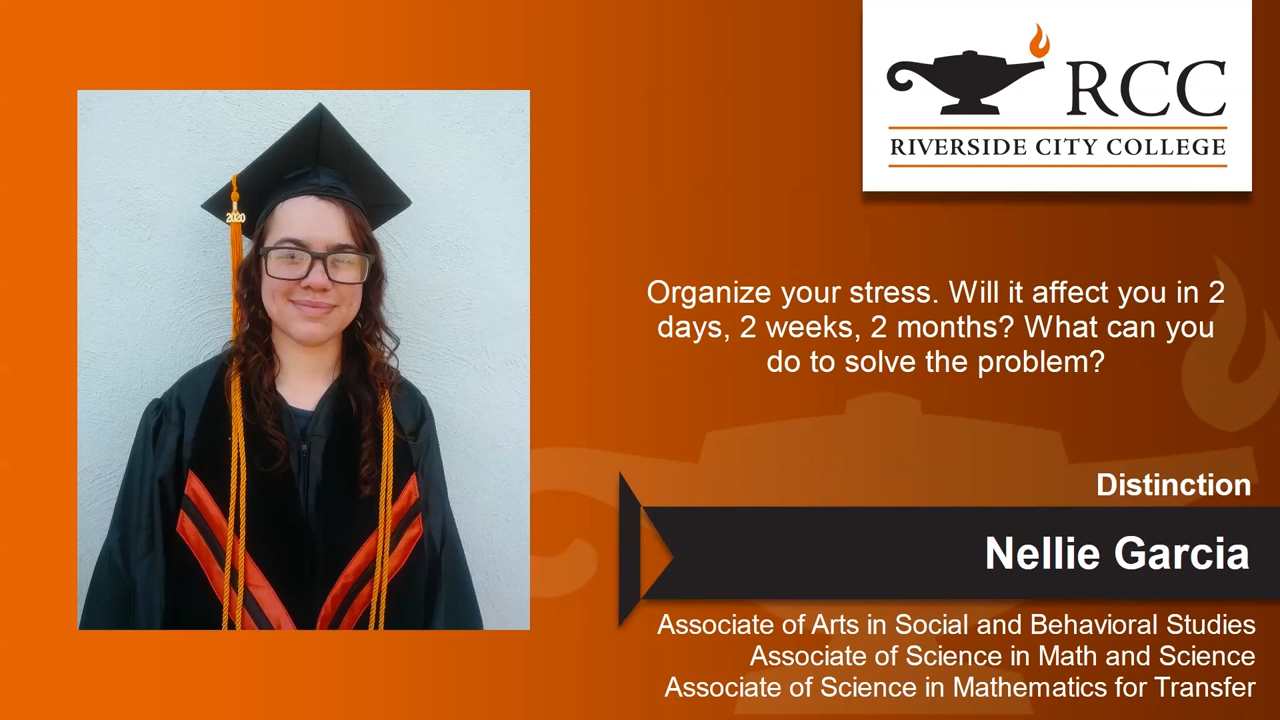 RCC
RIVERSIDE CITY COLLEGE
2020
Organize your stress. Will it affect you in 2
days, 2 weeks, 2 months? What can you
do to solve the problem?
Distinction
Nellie Garcia
Associate of Arts in Social and Behavioral Studies
Associate of Science in Math and Science
Associate of Science in Mathematics for Transfer